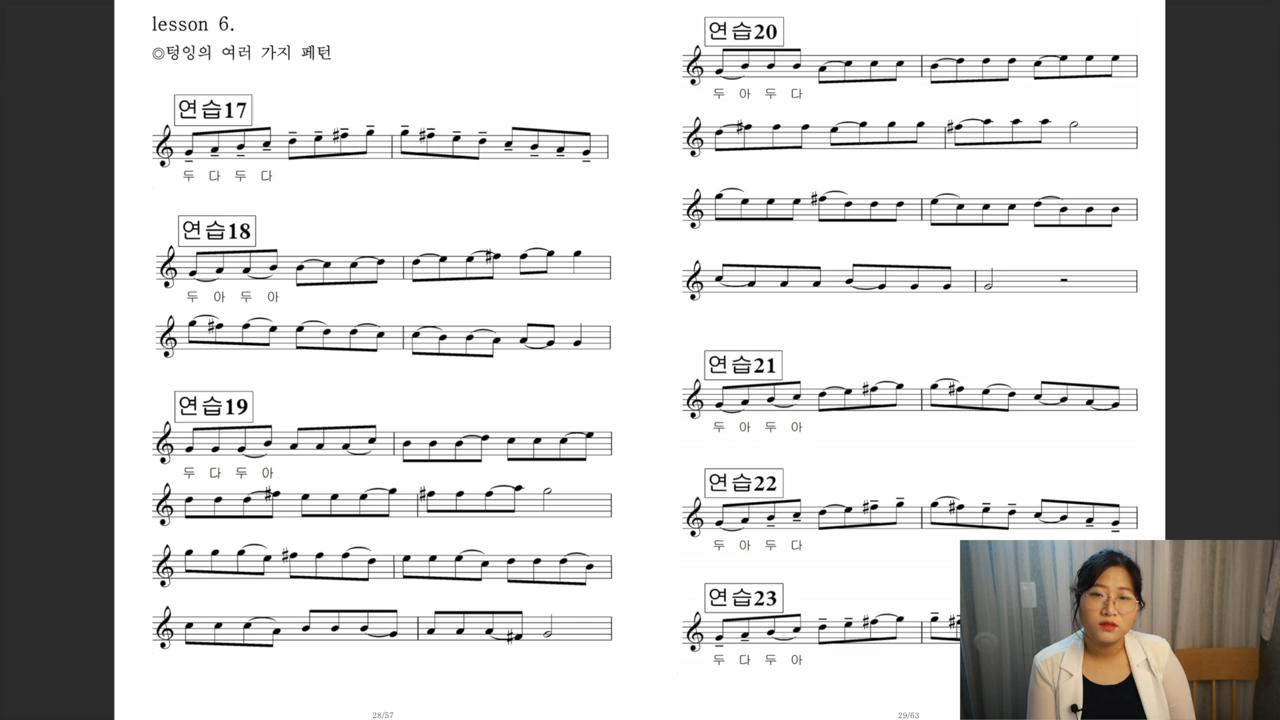 lesson 6.
◎텅잉의 여러 가지 페턴
연습17
두 다 두 다
연습18
두 아 두 아
연습19
두 다 두 아
28/57
연습20
두 아 두 다
연습21
두 아 두 아
연습22
두 아 두 다
연습23
두 다 두 아
29/63